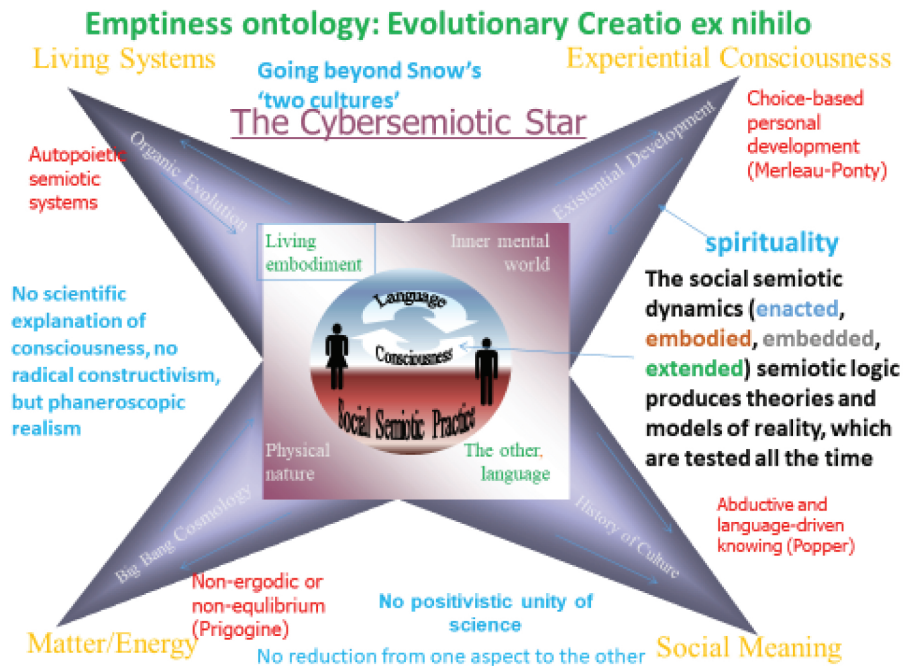 Emptiness ontology: Evolutionary Creatio ex nihilo
Living Systems
Going beyond Snow's
'two cultures'
Experiential Consciousness
The Cybersemiotic Star
Choice-based
personal
development
(Merleau-Ponty)
Autopoietic
semiotic
systems
Organic Evolution
Existential Development
Living
embodiment
Inner mental
world
spirituality
No scientific
explanation of
consciousness, no
radical constructivism,
but phaneroscopic
realism
Language
Consciousness
Social Semiotic Practice
The social semiotic
dynamics (enacted,
embodied, embedded,
extended) semiotic logic
produces theories and
models of reality, which
are tested all the time
Physical
nature
The other,
language
Big Bang Cosmology
History of Culture
Abductive and
language-driven
knowing (Popper)
Non-ergodic or
non-equlibrium
(Prigogine)
No positivistic unity of
science
Matter/Energy
Social Meaning
No reduction from one aspect to the other